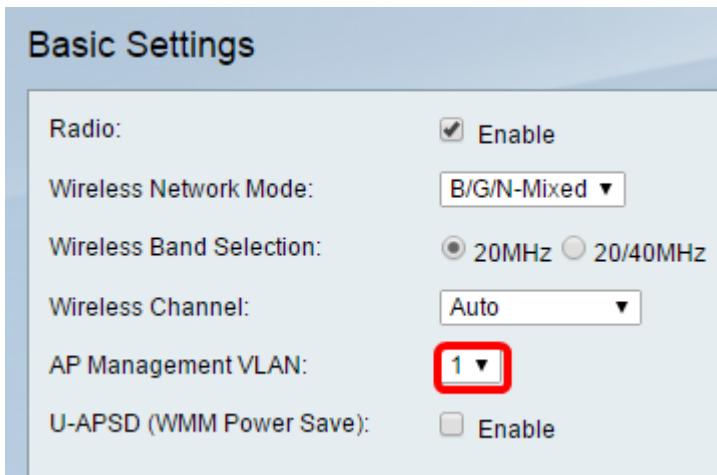 Basic Settings
Radio: Enable
Wireless Network Mode: B/G/N-Mixed
Wireless Band Selection: 20MHz 20/40MHz
Wireless Channel: Auto
AP Management VLAN: 1
U-APSD (WMM Power Save): Enable